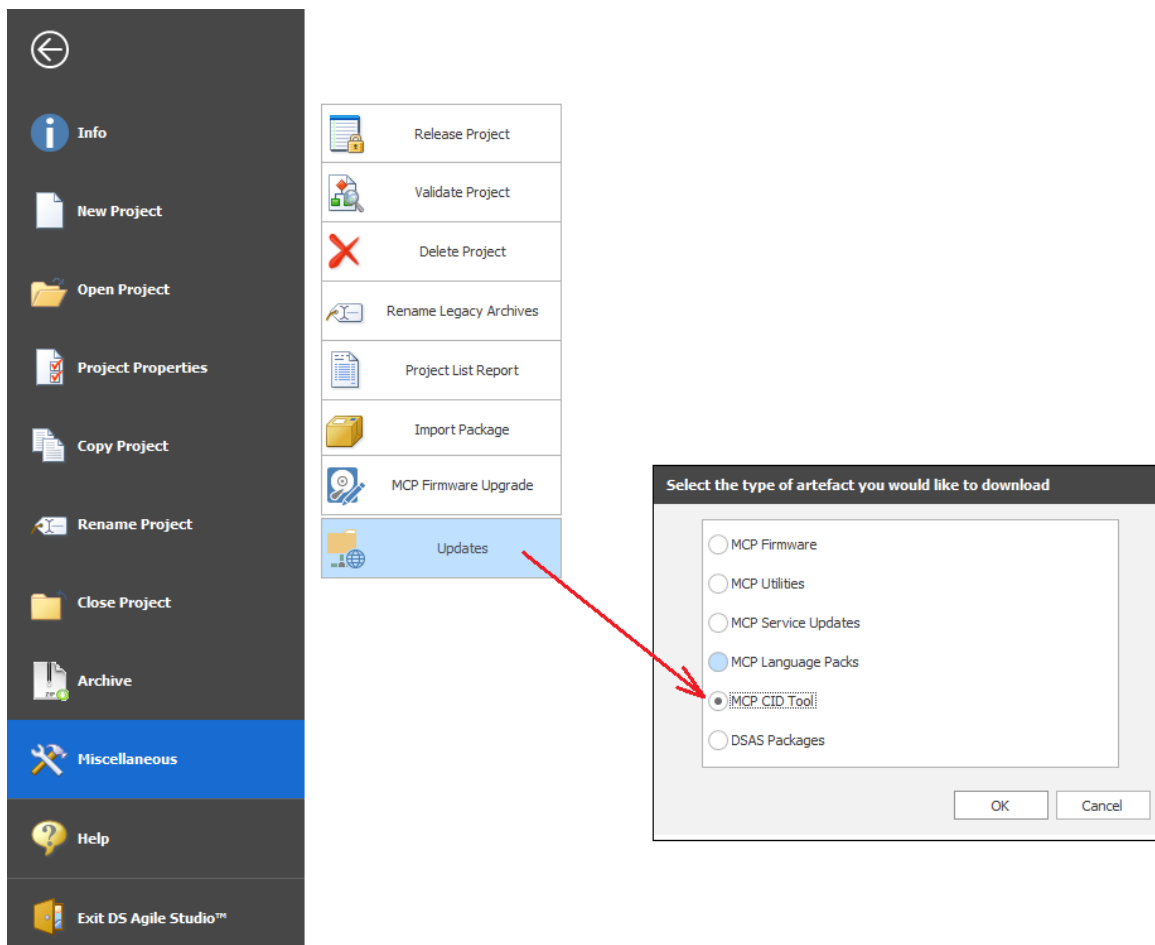 Info
New Project
Open Project
Project Properties
Copy Project
Rename Project
Close Project
ZIP
Archive
Miscellaneous
Help
Exit DS Agile Studio™
Release Project
Validate Project
Delete Project
Rename Legacy Archives
Project List Report
Import Package
MCP Firmware Upgrade
Updates
Select the type of artefact you would like to download
MCP Firmware
MCP Utilities
MCP Service Updates
MCP Language Packs
MCP CID Tool
DSAS Packages
OK
Cancel